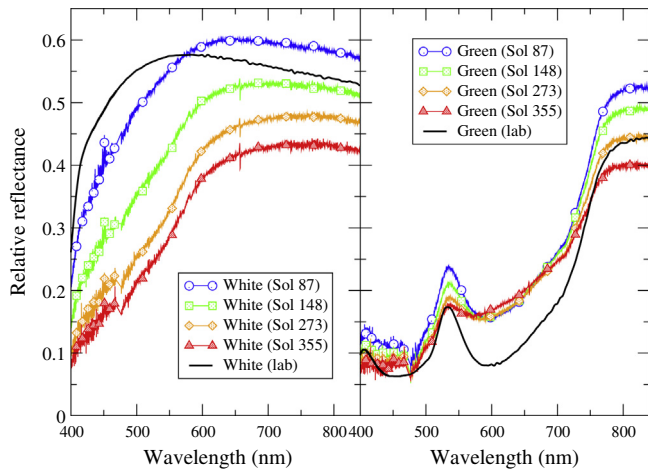 0.6
0.5
0.4
0.3
0.2
0.1
0
Relative reflectance
White (Sol 87)
White (Sol 148)
White (Sol 273)
White (Sol 355)
White (lab)
400 500 600 700 800
Wavelength (nm)
Green (Sol 87)
Green (Sol 148)
Green (Sol 273)
Green (Sol 355)
Green (lab)
400 500 600 700 800
Wavelength (nm)